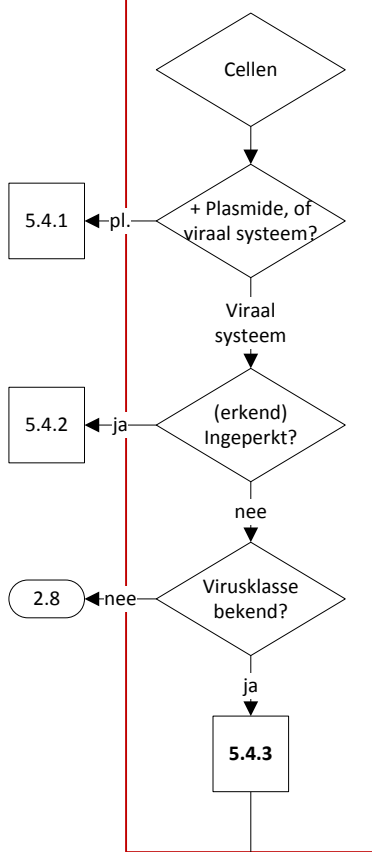 Cellen
+ Plasmide, of
viraal systeem?
pl.
5.4.1
Viraal
systeem
(erkend)
Ingeperkt?
ja
5.4.2
nee
Virusklasse
bekend?
nee
2.8
ja
5.4.3